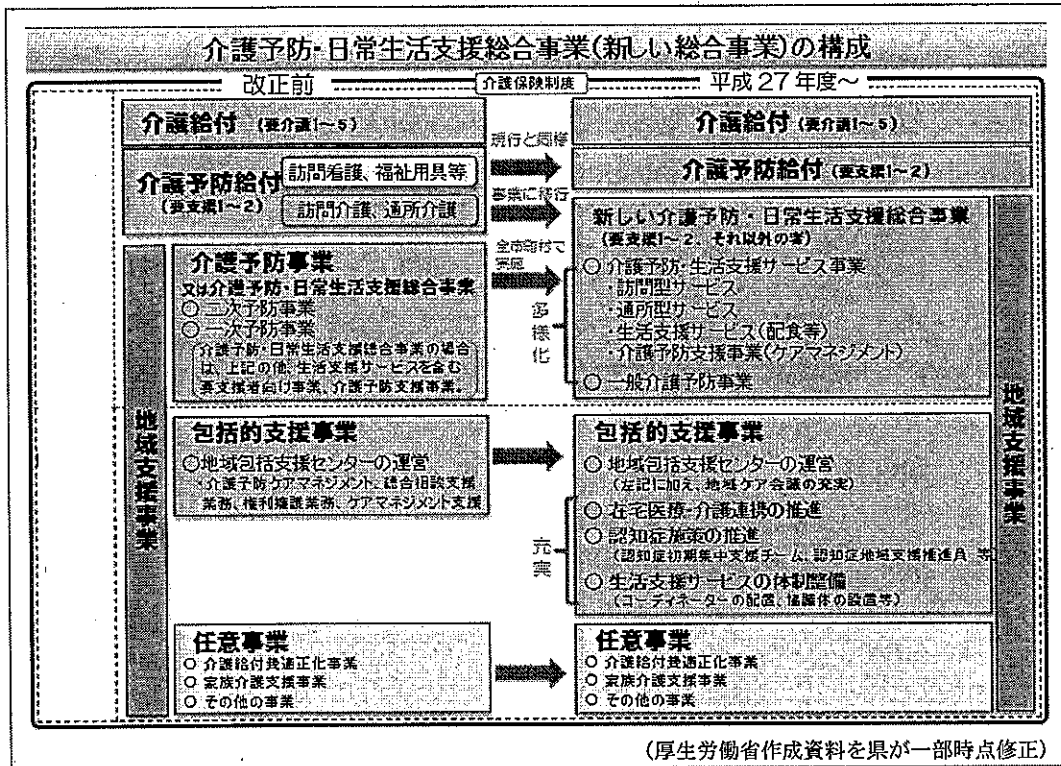 介護予防・日常生活支援総合事業(新しい総合事業)の構成
改正前
介護保険制度
平成27年度～
介護給付 (要介護1～5)
現行と同様
介護給付 (要介護1～5)
介護予防給付
(要支援1～2)
訪問看護、福祉用具等
訪問介護、通所介護
事業に移行
介護予防給付 (要支援1～2)
新しい介護予防・日常生活支援総合事業
(要支援1～2、それ以外の者)
○介護予防・生活支援サービス事業
・訪問型サービス
・通所型サービス
・生活支援サービス(配食等)
・介護予防支援事業(ケアマネジメント)
○一般介護予防事業
全市町村で
実施
多様化
介護予防事業
又は介護予防・日常生活支援総合事業
○二次予防事業
○一次予防事業
介護予防・日常生活支援総合事業の場合
は、上記の他、生活支援サービスを含む
要支援者向け事業、介護予防支援事業。
地域支援事業
包括的支援事業
○地域包括支援センターの運営
・介護予防ケアマネジメント、総合相談支援
業務、権利擁護業務、ケアマネジメント支援
充実
包括的支援事業
○地域包括支援センターの運営
(左記に加え、地域ケア会議の充実)
○在宅医療・介護連携の推進
○認知症施策の推進
(認知症初期集中支援チーム、認知症地域支援推進員 等)
○生活支援サービスの体制整備
(コーディネーターの配置、協議体の設置等)
地域支援事業
任意事業
○介護給付費適正化事業
○家族介護支援事業
○その他の事業
任意事業
○介護給付費適正化事業
○家族介護支援事業
○その他の事業
(厚生労働省作成資料を県が一部時点修正)